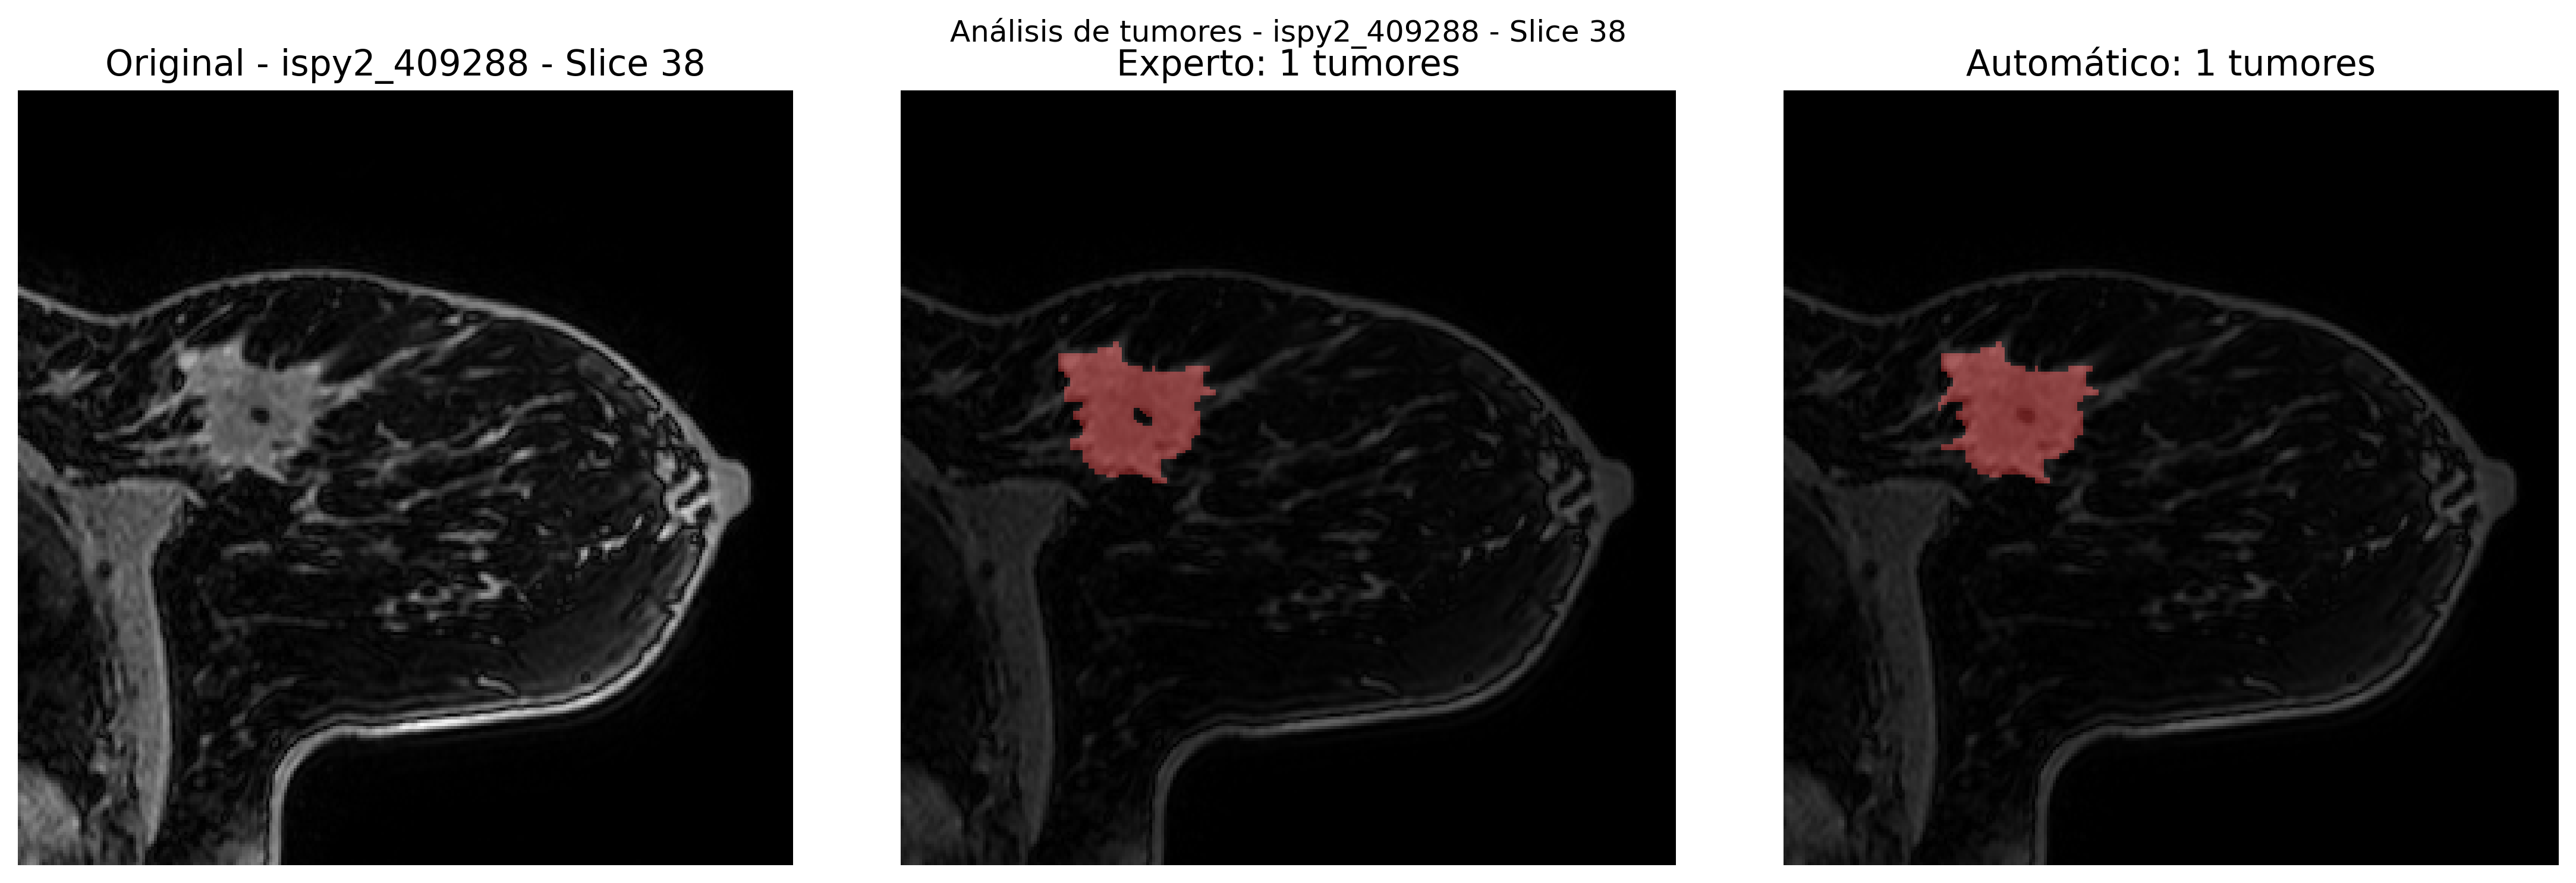 Análisis de tumores - ispy2_409288 - Slice 38
Original - ispy2_409288 - Slice 38
Experto: 1 tumores
Automático: 1 tumores